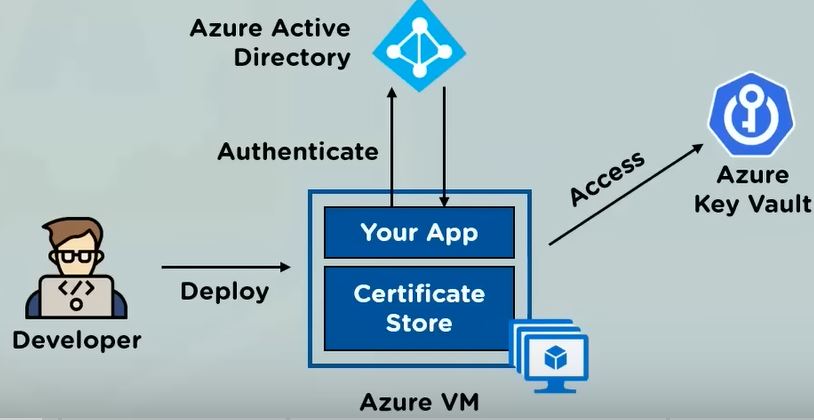 Azure Active
Directory
Authenticate
Access
Azure
Key Vault
Your App
Certificate
Store
Deploy
</>
Developer
Azure VM